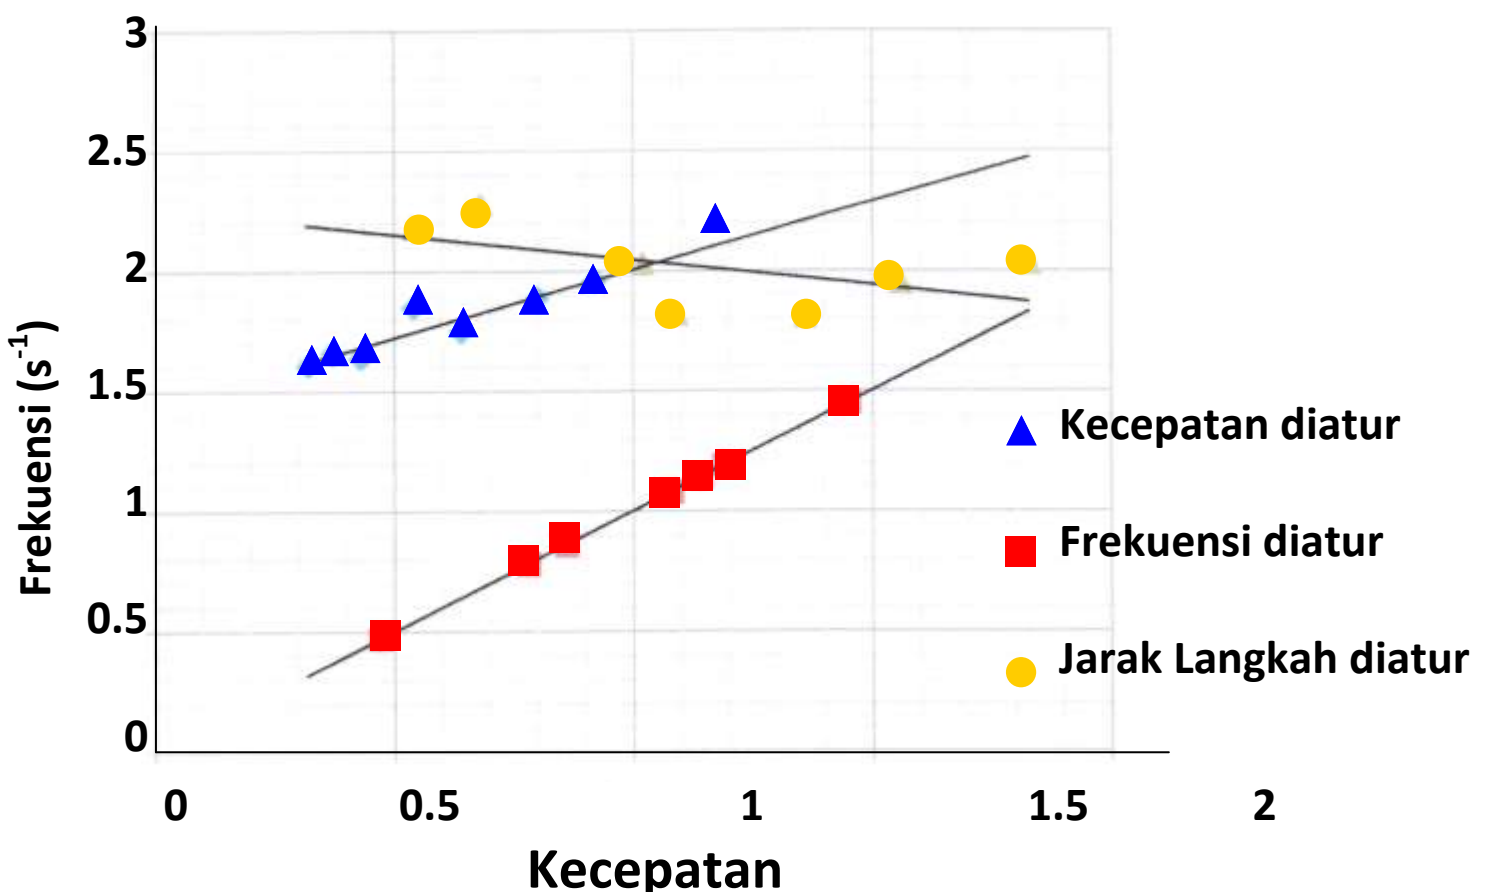 3
2.5
2
1.5
1
0.5
0
Frekuensi (s⁻¹)
0 0.5 1 1.5 2
Kecepatan
Kecepatan diatur
Frekuensi diatur
Jarak Langkah diatur